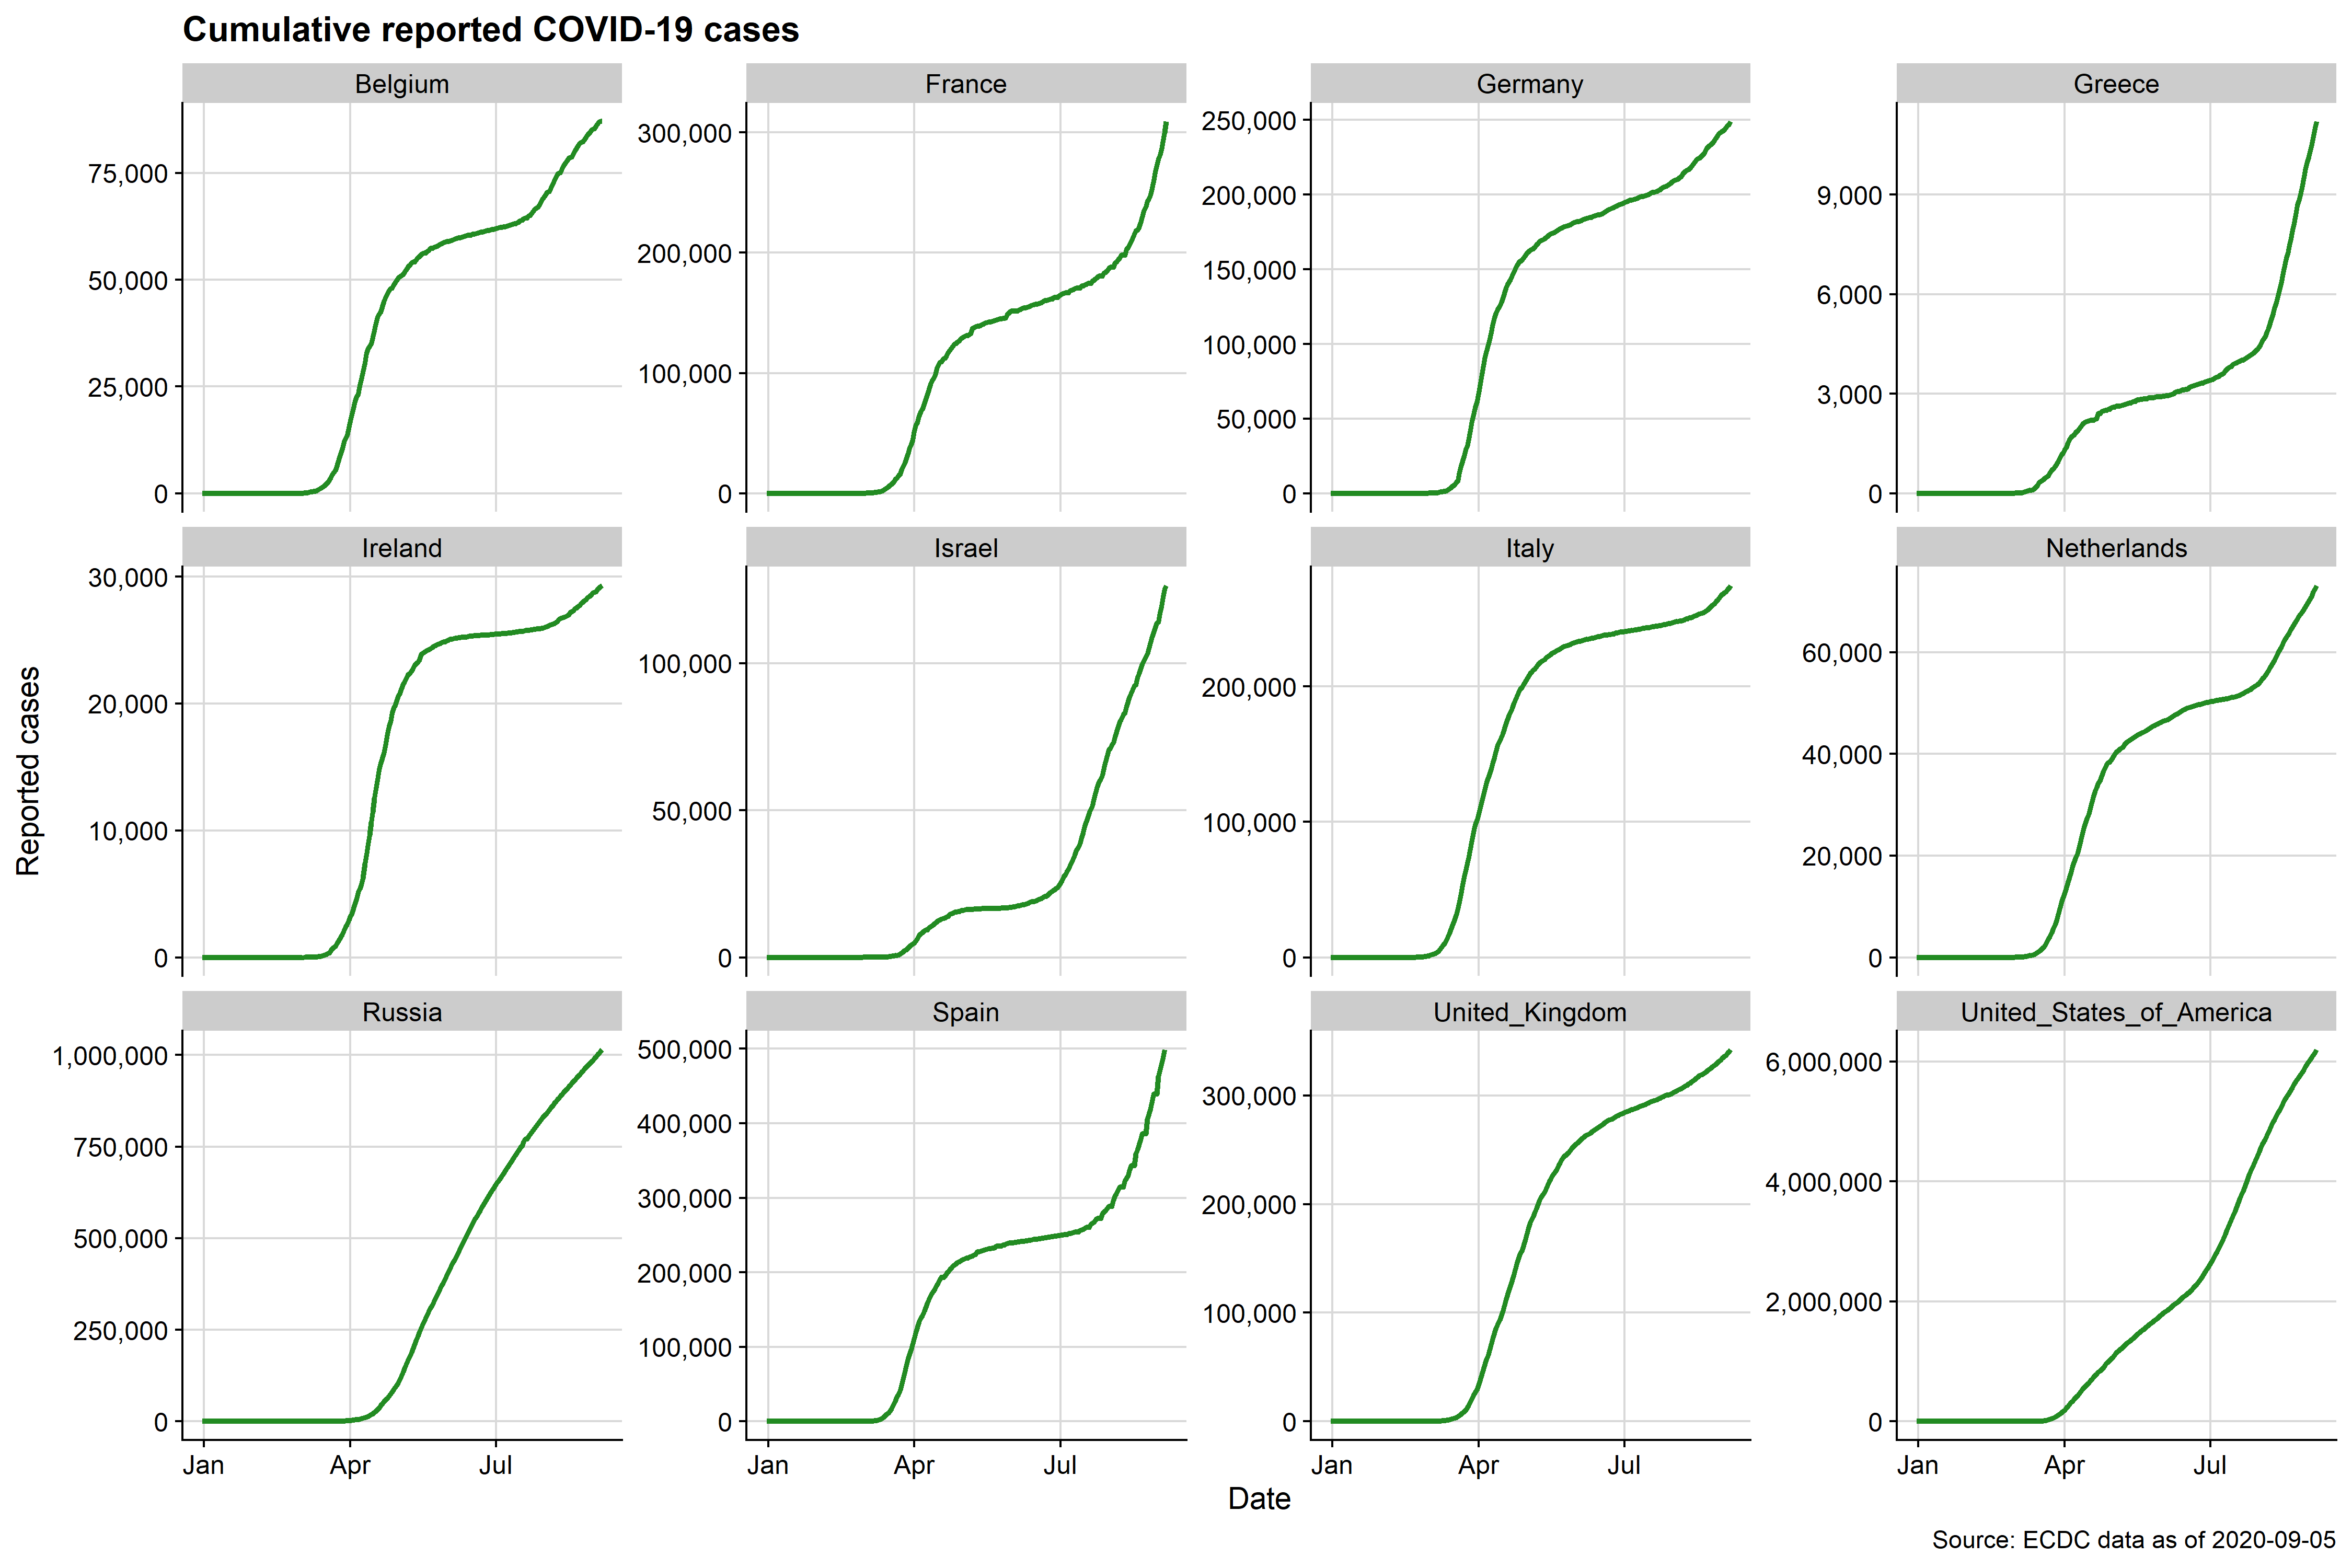 Cumulative reported COVID-19 cases
Belgium
France
Germany
Greece
75,000
50,000
25,000
0
300,000
200,000
100,000
0
250,000
200,000
150,000
100,000
50,000
0
9,000
6,000
3,000
0
Ireland
Israel
Italy
Netherlands
30,000
20,000
10,000
0
100,000
50,000
0
200,000
100,000
0
60,000
40,000
20,000
0
Reported cases
Russia
Spain
United_Kingdom
United_States_of_America
1,000,000
750,000
500,000
250,000
0
500,000
400,000
300,000
200,000
100,000
0
300,000
200,000
100,000
0
6,000,000
4,000,000
2,000,000
0
Jan Apr Jul
Jan Apr Jul
Jan Apr Jul
Jan Apr Jul
Date
Source: ECDC data as of 2020-09-05